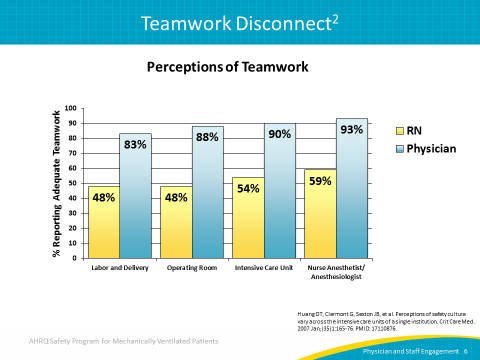 Teamwork Disconnect2
Perceptions of Teamwork
% Reporting Adequate Teamwork
100
90
80
70
60
50
40
30
20
10
0
48%
83%
48%
88%
54%
90%
59%
93%
Labor and Delivery
Operating Room
Intensive Care Unit
Nurse Anesthetist/
Anesthesiologist
RN
Physician
Huang DT, Clermont G, Sexton JB, et al. Perceptions of safety culture
vary across the intensive care units of a single institution. Crit Care Med.
2007 Jan;(35)1:165-76. PMID: 17110876.
AHRQ Safety Program for Mechanically Ventilated Patients
Physician and Staff Engagement 6